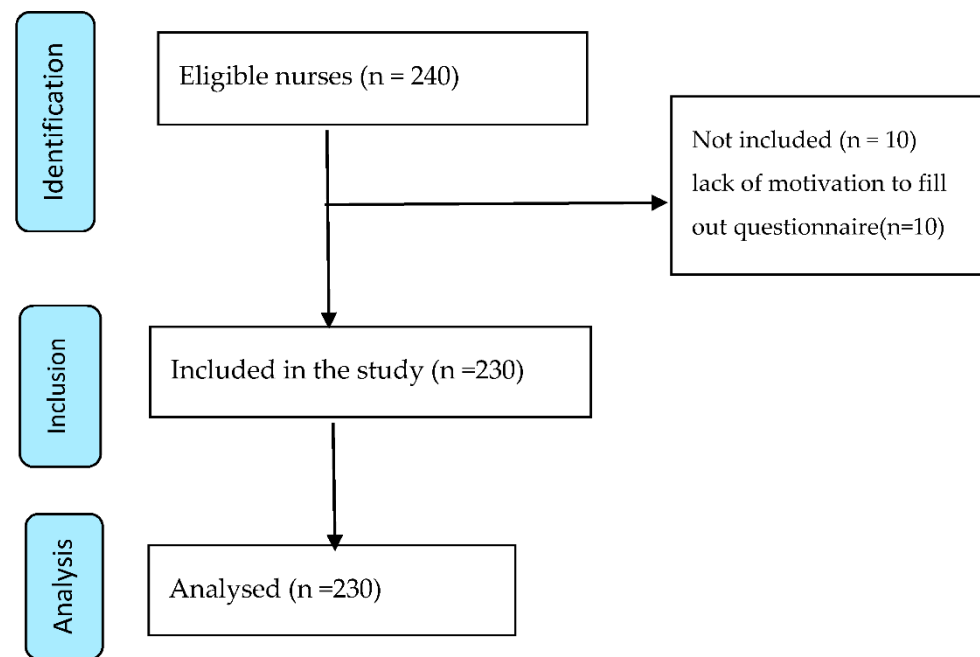 Identification
Eligible nurses (n = 240)
Not included (n = 10)
lack of motivation to fill
out questionnaire(n=10)
Inclusion
Included in the study (n =230)
Analysis
Analysed (n =230)